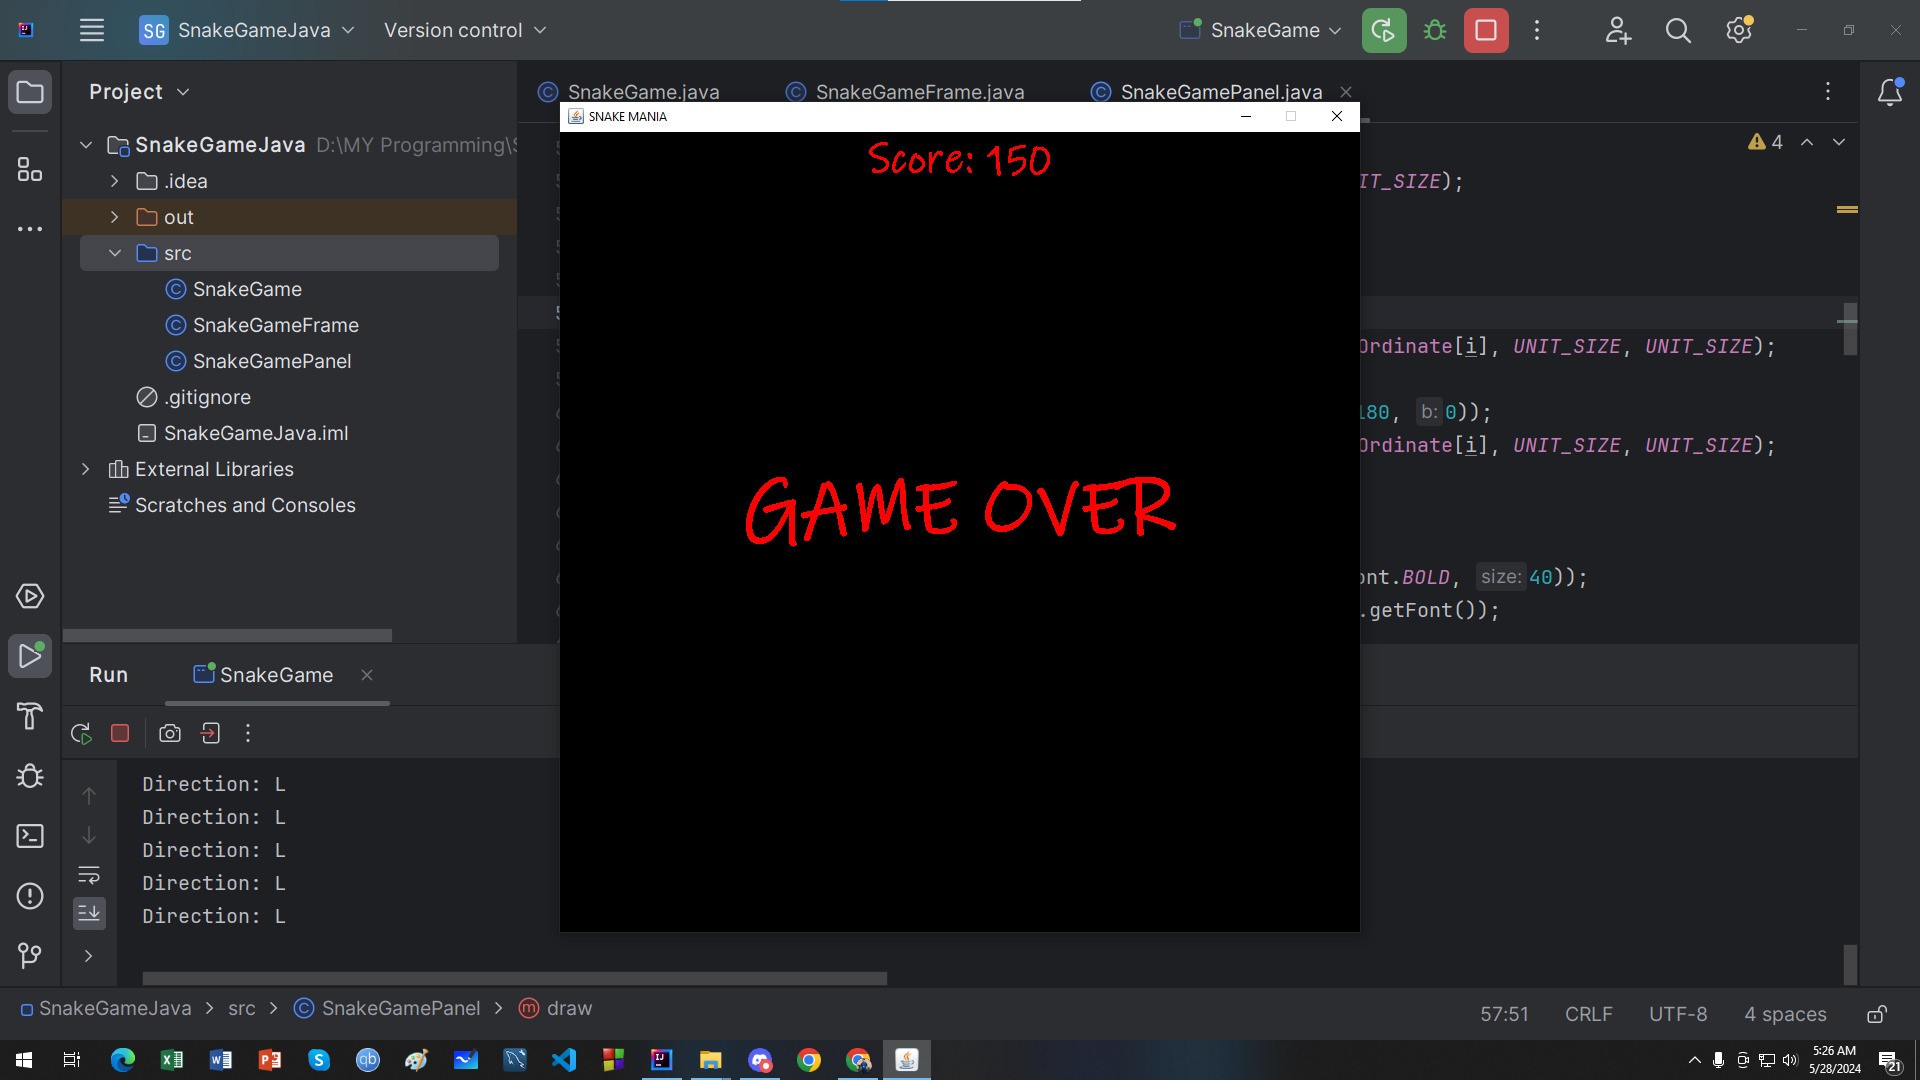 SG SnakeGameJava Version control SnakeGame
Project
SnakeGame.java SnakeGameFrame.java SnakeGamePanel.java
SnakeGameJava D:\MY Programming\
.idea
out
src
SnakeGame
SnakeGameFrame
SnakeGamePanel
.gitignore
SnakeGameJava.iml
External Libraries
Scratches and Consoles
SNAKE MANIA
Score: 150
GAME OVER
4
IT_SIZE);
Ordinate[i], UNIT_SIZE, UNIT_SIZE);
180, b: 0));
Ordinate[i], UNIT_SIZE, UNIT_SIZE);
ont.BOLD, size: 40));
.getFont());
Run SnakeGame
Direction: L
Direction: L
Direction: L
Direction: L
Direction: L
SnakeGameJava > src > SnakeGamePanel > draw
57:51 CRLF UTF-8 4 spaces
5:26 AM
5/28/2024
21